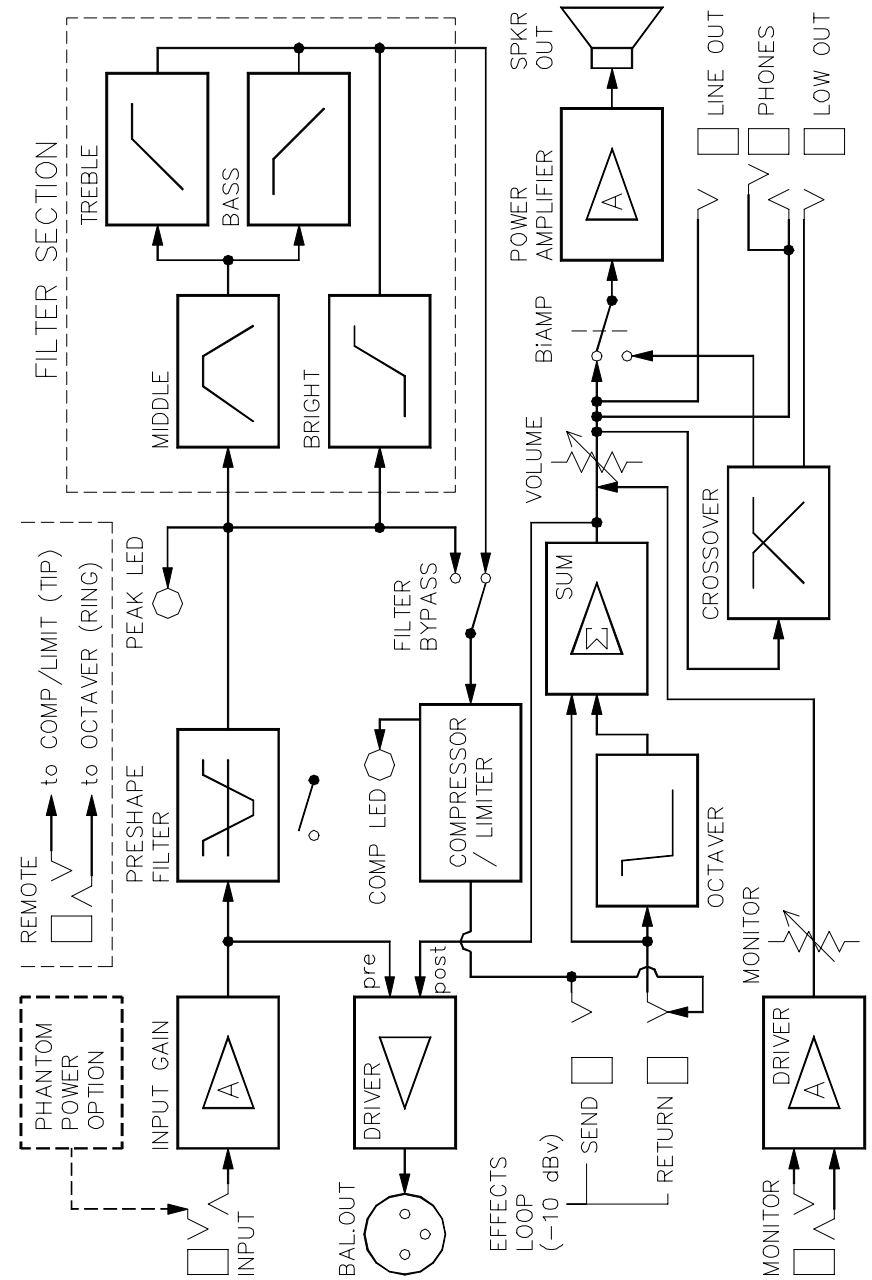 REMOTE
to COMP/LIMIT (TIP)
to OCTAVER (RING)
FILTER SECTION
TREBLE
BASS
MIDDLE
BRIGHT
PHANTOM
POWER
OPTION
INPUT
INPUT GAIN
A
PRESHAPE
FILTER
PEAK LED
BAL.OUT
DRIVER
pre
post
COMP LED
COMPRESSOR
/ LIMITER
FILTER
BYPASS
EFFECTS
LOOP
(−10 dBv)
SEND
RETURN
OCTAVER
SUM
Σ
VOLUME
BiAMP
POWER
AMPLIFIER
A
SPKR
OUT
MONITOR
DRIVER
A
MONITOR
CROSSOVER
LINE OUT
PHONES
LOW OUT